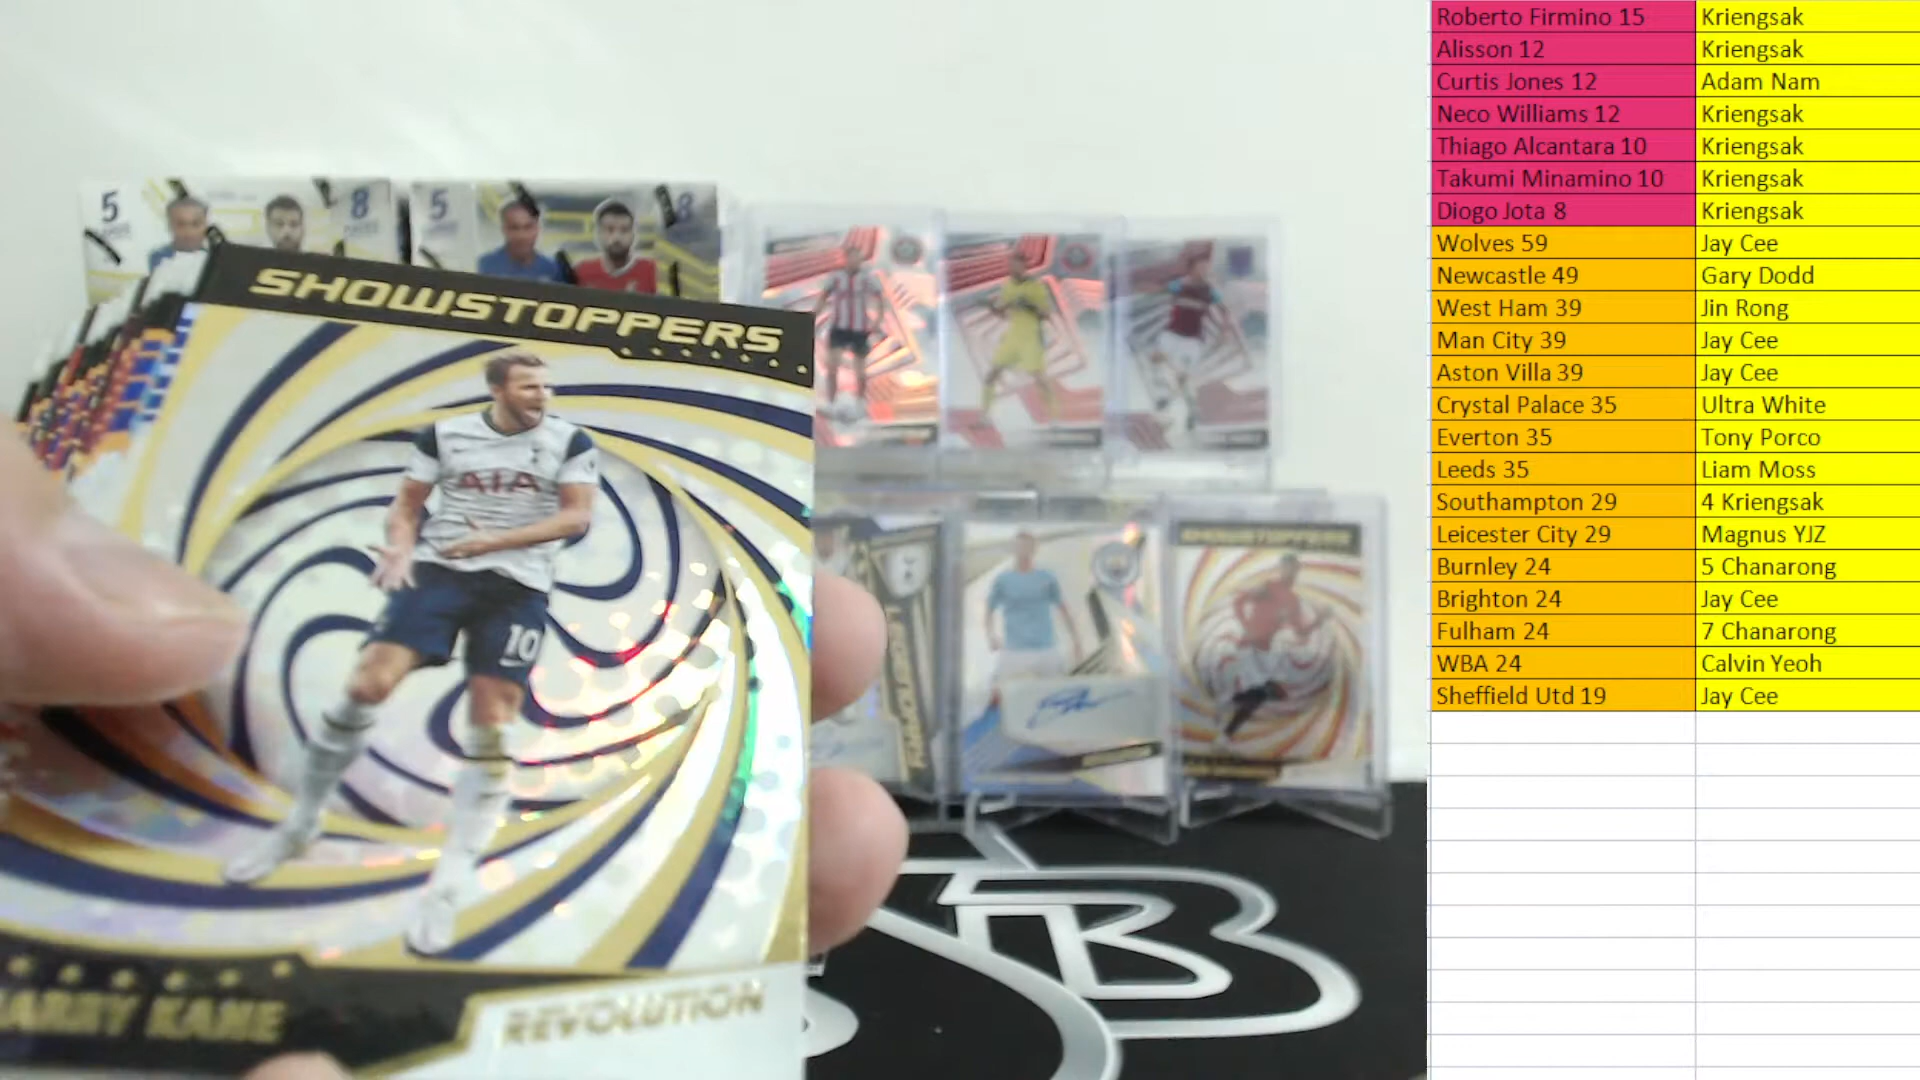 5
8
5
8
SHOWSTOPPERS
AIA
10
HARRY KANE
REVOLUTION
SHOWSTOPPERS
B
Roberto Firmino 15 Kriengsak
Alisson 12 Kriengsak
Curtis Jones 12 Adam Nam
Neco Williams 12 Kriengsak
Thiago Alcantara 10 Kriengsak
Takumi Minamino 10 Kriengsak
Diogo Jota 8 Kriengsak
Wolves 59 Jay Cee
Newcastle 49 Gary Dodd
West Ham 39 Jin Rong
Man City 39 Jay Cee
Aston Villa 39 Jay Cee
Crystal Palace 35 Ultra White
Everton 35 Tony Porco
Leeds 35 Liam Moss
Southampton 29 4 Kriengsak
Leicester City 29 Magnus YJZ
Burnley 24 5 Chanarong
Brighton 24 Jay Cee
Fulham 24 7 Chanarong
WBA 24 Calvin Yeoh
Sheffield Utd 19 Jay Cee